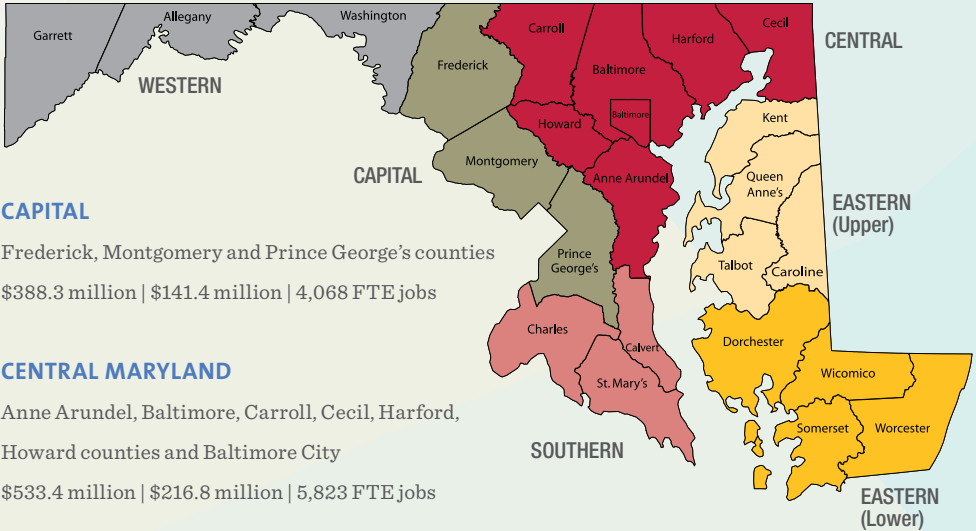 Garrett
Allegany
Washington
Frederick
Carroll
Baltimore
Harford
Cecil
CENTRAL
WESTERN
Baltimore
Howard
Kent
Montgomery
CAPITAL
Anne Arundel
Queen
Anne's
EASTERN
(Upper)
CAPITAL
Frederick, Montgomery and Prince George's counties
$388.3 million | $141.4 million | 4,068 FTE jobs
Prince
George's
Talbot
Caroline
Charles
Calvert
St. Mary's
Dorchester
Wicomico
Somerset
Worcester
CENTRAL MARYLAND
Anne Arundel, Baltimore, Carroll, Cecil, Harford,
Howard counties and Baltimore City
$533.4 million | $216.8 million | 5,823 FTE jobs
SOUTHERN
EASTERN
(Lower)